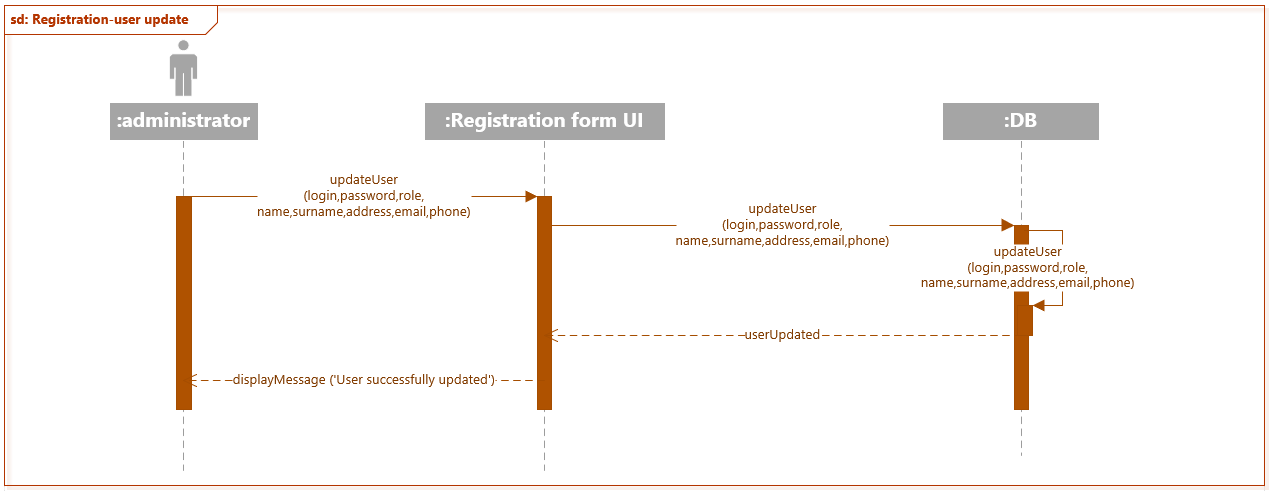 sd: Registration-user update
:administrator
:Registration form UI
:DB
updateUser
(login,password,role,
name,surname,address,email,phone)
updateUser
(login,password,role,
name,surname,address,email,phone)
updateUser
(login,password,role,
name,surname,address,email,phone)
userUpdated
displayMessage ('User successfully updated')